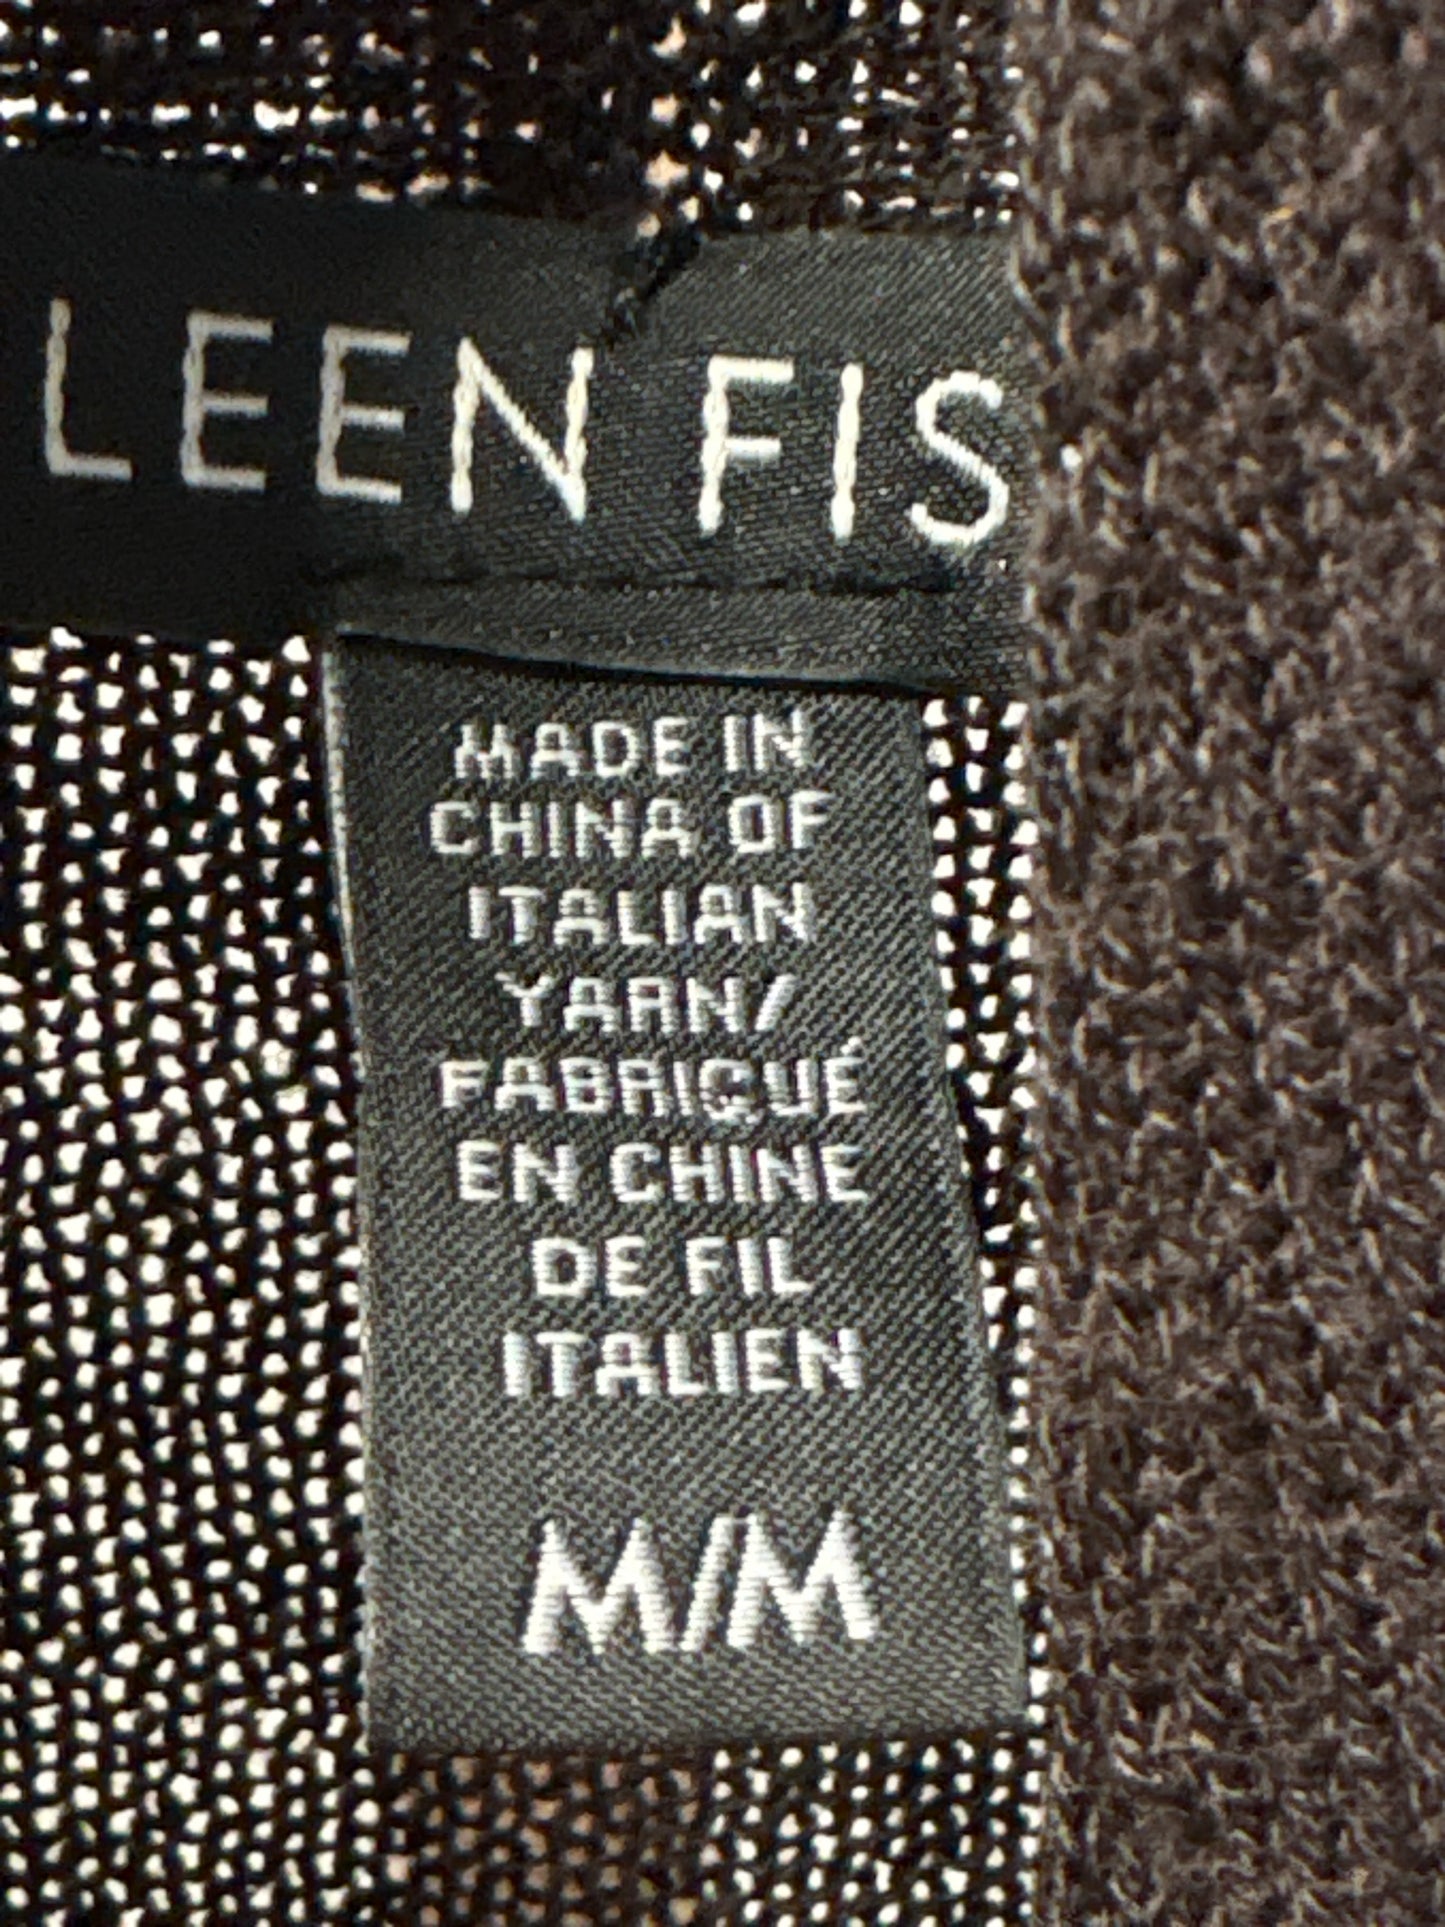 LEEN FIS
MADE IN
CHINA OF
ITALIAN
YARN/
FABRIQUÉ
EN CHINE
DE FIL
ITALIEN
M/M